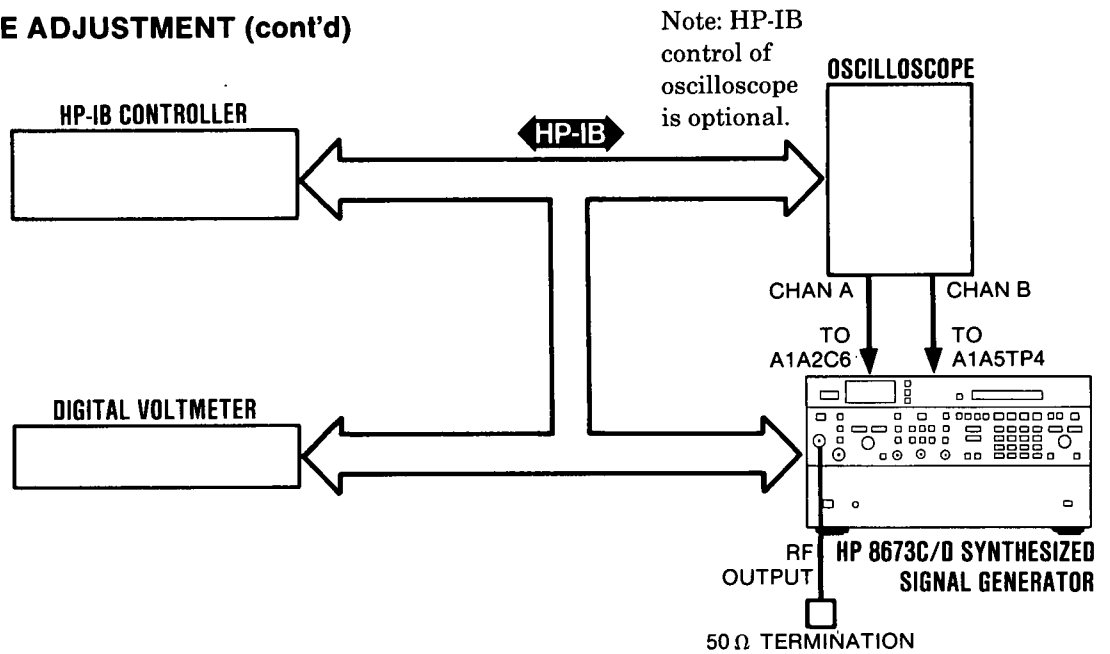 E ADJUSTMENT (cont'd)
Note: HP-IB
control of
oscilloscope
is optional.
OSCILLOSCOPE
HP-IB CONTROLLER
HP-IB
CHAN A
CHAN B
TO
A1A2C6
TO
A1A5TP4
DIGITAL VOLTMETER
RF
OUTPUT
HP 8673C/D SYNTHESIZED
SIGNAL GENERATOR
50 Ω TERMINATION